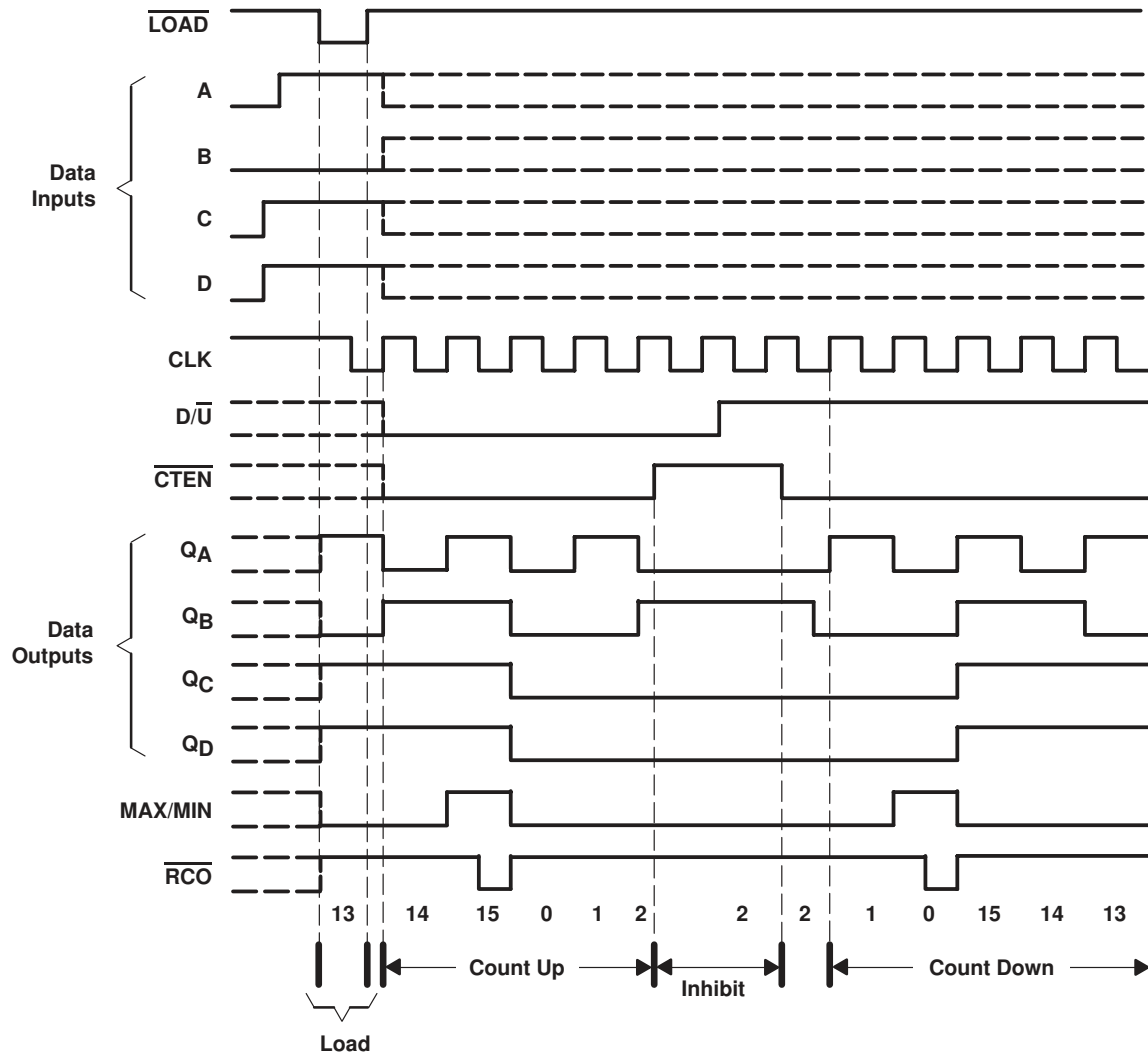 LOAD
A
B
Data
Inputs
C
D
CLK
D/U
CTEN
QA
QB
Data
Outputs
QC
QD
MAX/MIN
RCO
13 14 15 0 1 2 2 2 1 0 15 14 13
Count Up
Inhibit
Count Down
Load